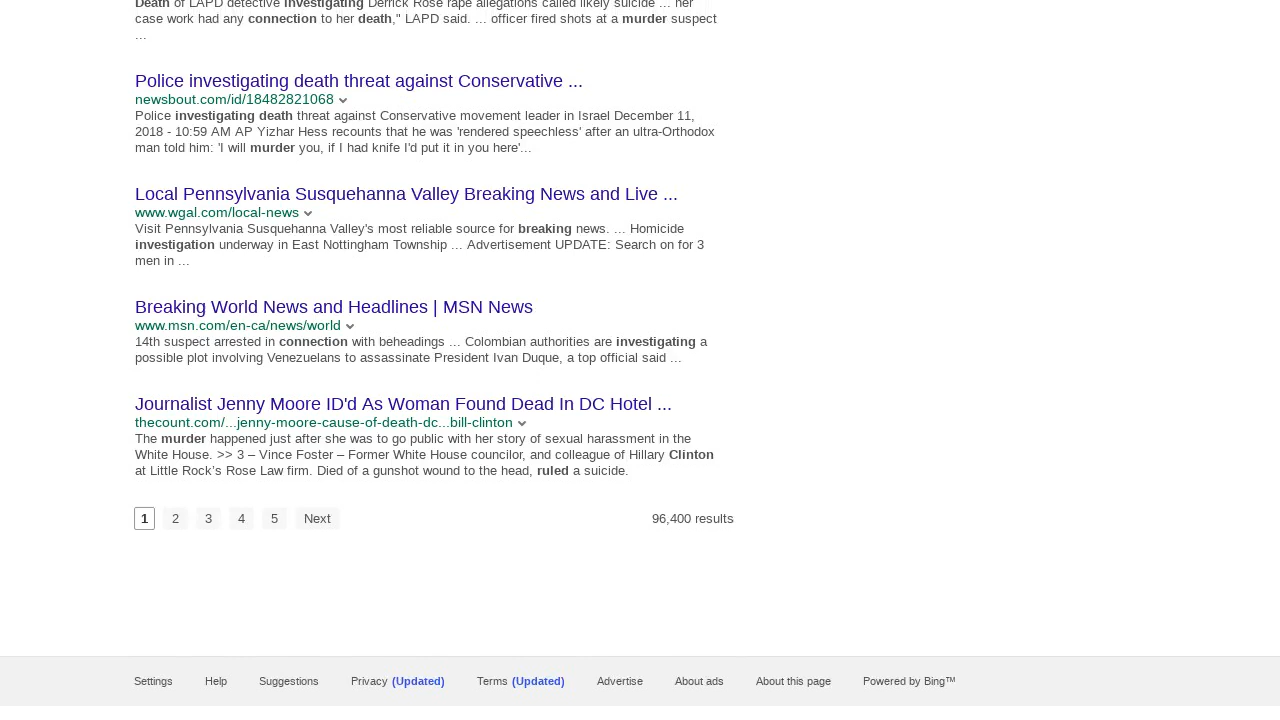 Death of LAPD detective investigating Derrick Rose rape allegations called likely suicide ... her
case work had any connection to her death," LAPD said. ... officer fired shots at a murder suspect
...
Police investigating death threat against Conservative ...
newsbout.com/id/18482821068
Police investigating death threat against Conservative movement leader in Israel December 11,
2018 - 10:59 AM AP Yizhar Hess recounts that he was 'rendered speechless' after an ultra-Orthodox
man told him: 'I will murder you, if I had knife I'd put it in you here'...
Local Pennsylvania Susquehanna Valley Breaking News and Live ...
www.wgal.com/local-news
Visit Pennsylvania Susquehanna Valley's most reliable source for breaking news. ... Homicide
investigation underway in East Nottingham Township ... Advertisement UPDATE: Search on for 3
men in ...
Breaking World News and Headlines | MSN News
www.msn.com/en-ca/news/world
14th suspect arrested in connection with beheadings ... Colombian authorities are investigating a
possible plot involving Venezuelans to assassinate President Ivan Duque, a top official said ...
Journalist Jenny Moore ID'd As Woman Found Dead In DC Hotel ...
thecount.com/...jenny-moore-cause-of-death-dc...bill-clinton
The murder happened just after she was to go public with her story of sexual harassment in the
White House. >> 3 – Vince Foster – Former White House councilor, and colleague of Hillary Clinton
at Little Rock's Rose Law firm. Died of a gunshot wound to the head, ruled a suicide.
1 2 3 4 5 Next 96,400 results
Settings Help Suggestions Privacy (Updated) Terms (Updated) Advertise About ads About this page Powered by Bing™